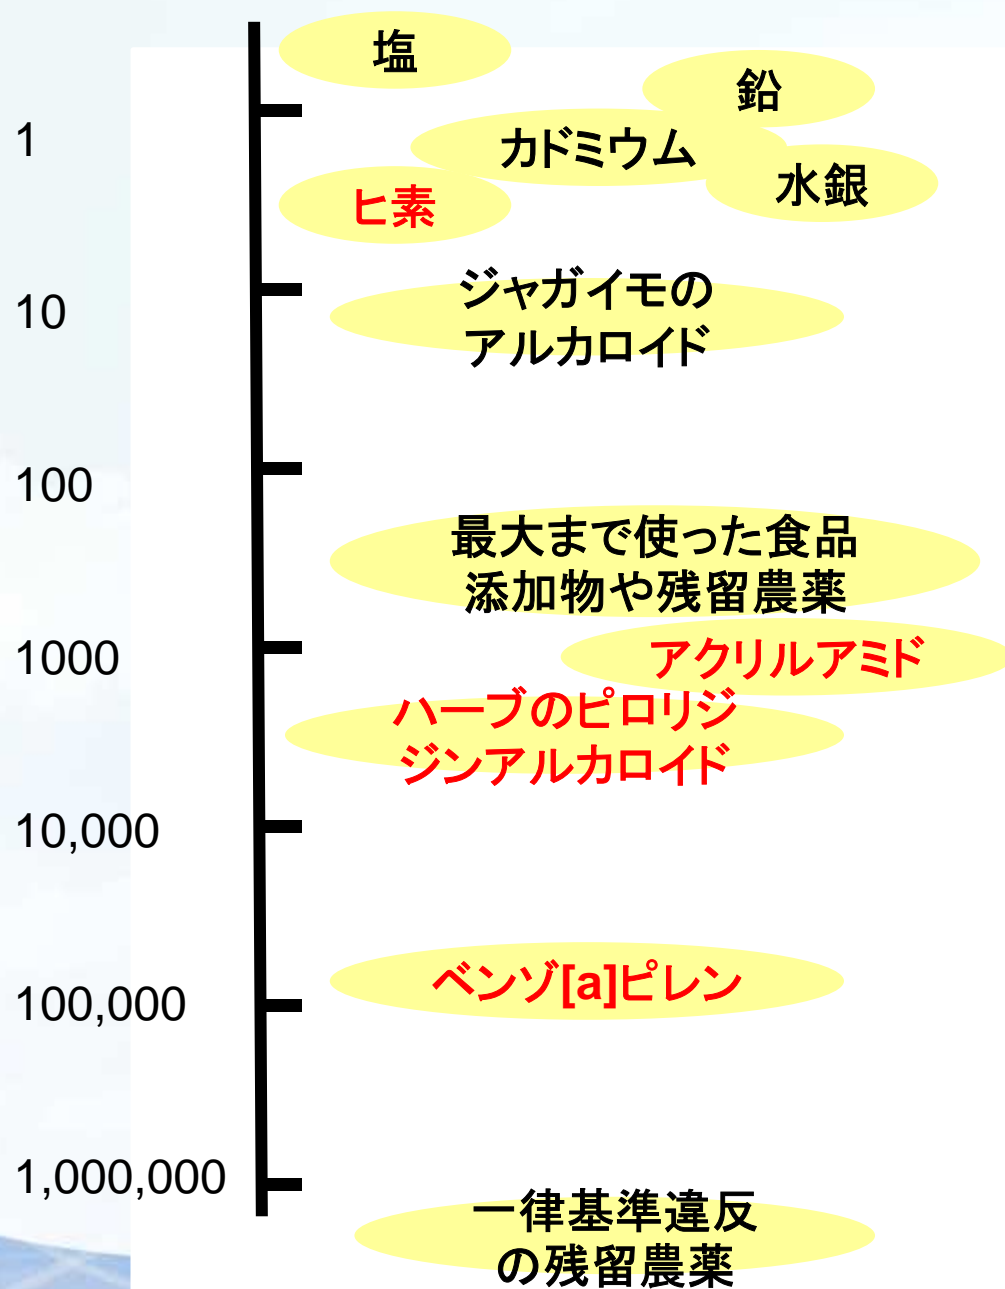 塩
鉛
1
カドミウム
水銀
ヒ素
10
ジャガイモの
アルカロイド
100
最大まで使った食品
添加物や残留農薬
1000
アクリルアミド
ハーブのピロリジ
ジンアルカロイド
10,000
ベンゾ[a]ピレン
100,000
1,000,000
一律基準違反
の残留農薬